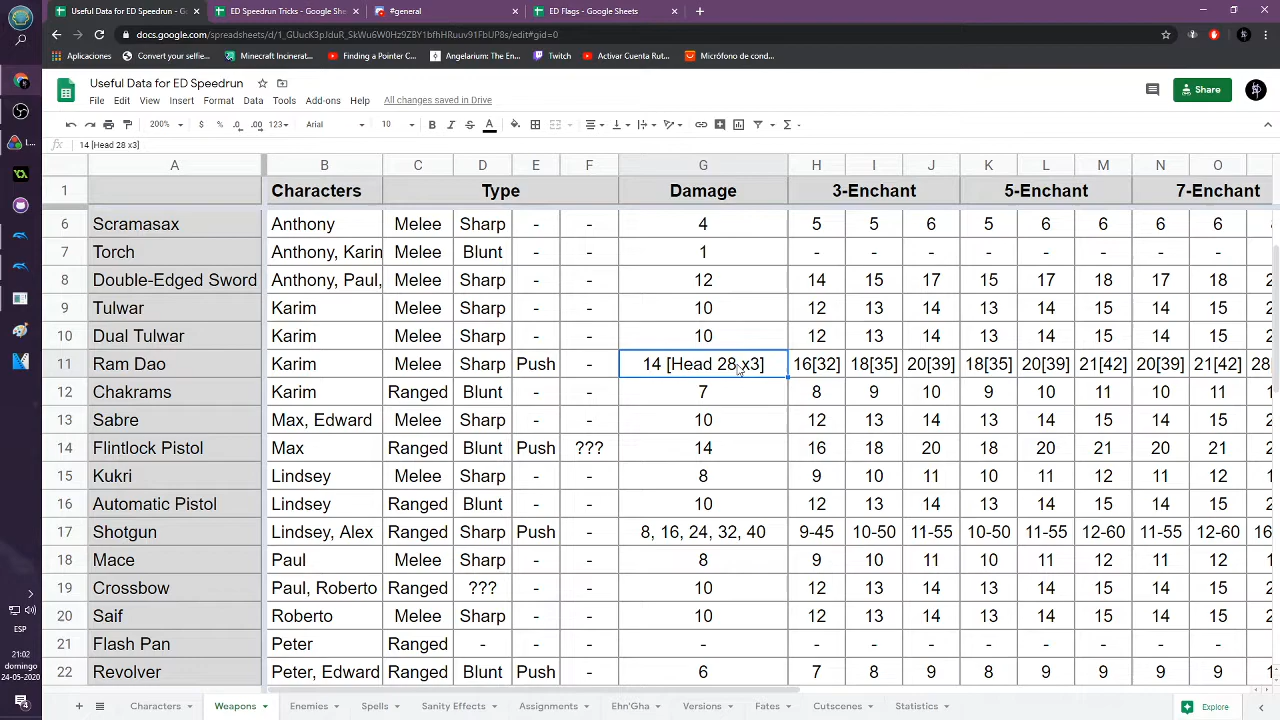 Useful Data for ED Speedrun - G
ED Speedrun Tricks - Google She
#general
ED Flags - Google Sheets
docs.google.com/spreadsheets/d/1_GUucK3pJduR_SkWu6W0Hz9ZBY1bfhHRuuv91FbUP8s/edit#gid=0
Aplicaciones
Convert your selfie...
Minecraft Incinerat...
Finding a Pointer C...
Angelarium: The En...
Twitch
Activar Cuenta Rut...
Micrófono de cond...
Useful Data for ED Speedrun
File Edit View Insert Format Data Tools Add-ons Help All changes saved in Drive
Share
200% $ % .0 .00 123 Arial 10 B I S A
14 [Head 28 x3]
A B C D E F G H I J K L M N O
1 Characters Type Damage 3-Enchant 5-Enchant 7-Enchant
6 Scramasax Anthony Melee Sharp - - 4 5 5 6 5 6 6 6 6
7 Torch Anthony, Karin Melee Blunt - - 1 - - - - - - - -
8 Double-Edged Sword Anthony, Paul, Melee Sharp - - 12 14 15 17 15 17 18 17 18 2
9 Tulwar Karim Melee Sharp - - 10 12 13 14 13 14 15 14 15 2
10 Dual Tulwar Karim Melee Sharp - - 10 12 13 14 13 14 15 14 15 2
11 Ram Dao Karim Melee Sharp Push - 14 [Head 28 x3] 16[32] 18[35] 20[39] 18[35] 20[39] 21[42] 20[39] 21[42] 28
12 Chakrams Karim Ranged Blunt - - 7 8 9 10 9 10 11 10 11 1
13 Sabre Max, Edward Melee Sharp - - 10 12 13 14 13 14 15 14 15 2
14 Flintlock Pistol Max Ranged Blunt Push ??? 14 16 18 20 18 20 21 20 21 2
15 Kukri Lindsey Melee Sharp - - 8 9 10 11 10 11 12 11 12 1
16 Automatic Pistol Lindsey Ranged Blunt - - 10 12 13 14 13 14 15 14 15 2
17 Shotgun Lindsey, Alex Ranged Sharp Push - 8, 16, 24, 32, 40 9-45 10-50 11-55 10-50 11-55 12-60 11-55 12-60 16
18 Mace Paul Melee Sharp - - 8 9 10 11 10 11 12 11 12 1
19 Crossbow Paul, Roberto Ranged ??? - - 10 12 13 14 13 14 15 14 15 2
20 Saif Roberto Melee Sharp - - 10 12 13 14 13 14 15 14 15 2
21 Flash Pan Peter Ranged - - - - - - - - - - - -
22 Revolver Peter, Edward Ranged Blunt Push - 6 7 8 9 8 9 9 9 9 1
Characters Weapons Enemies Spells Sanity Effects Assignments Ehn'Gha Versions Fates Cutscenes Statistics
Explore
ESP
21:02
domingo
24-05-2020
4